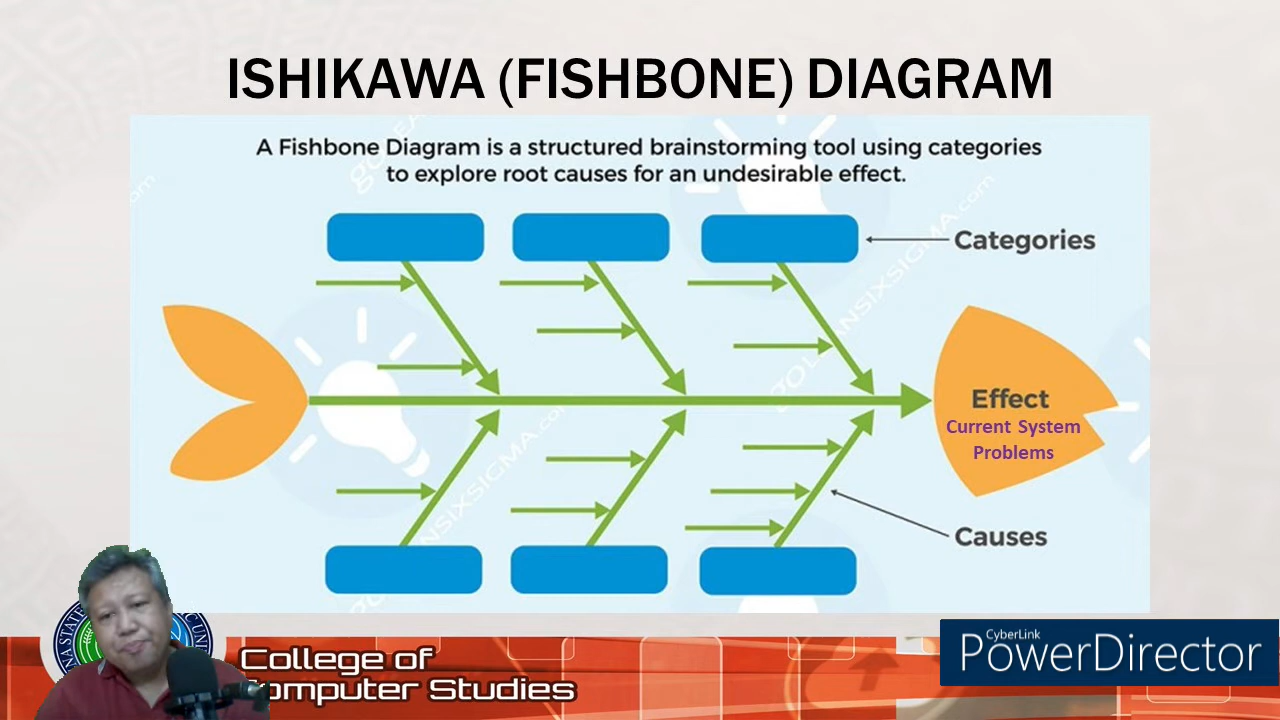 ISHIKAWA (FISHBONE) DIAGRAM
A Fishbone Diagram is a structured brainstorming tool using categories
to explore root causes for an undesirable effect.
Categories
Effect
Current System
Problems
Causes
College of
Computer Studies
CyberLink
PowerDirector